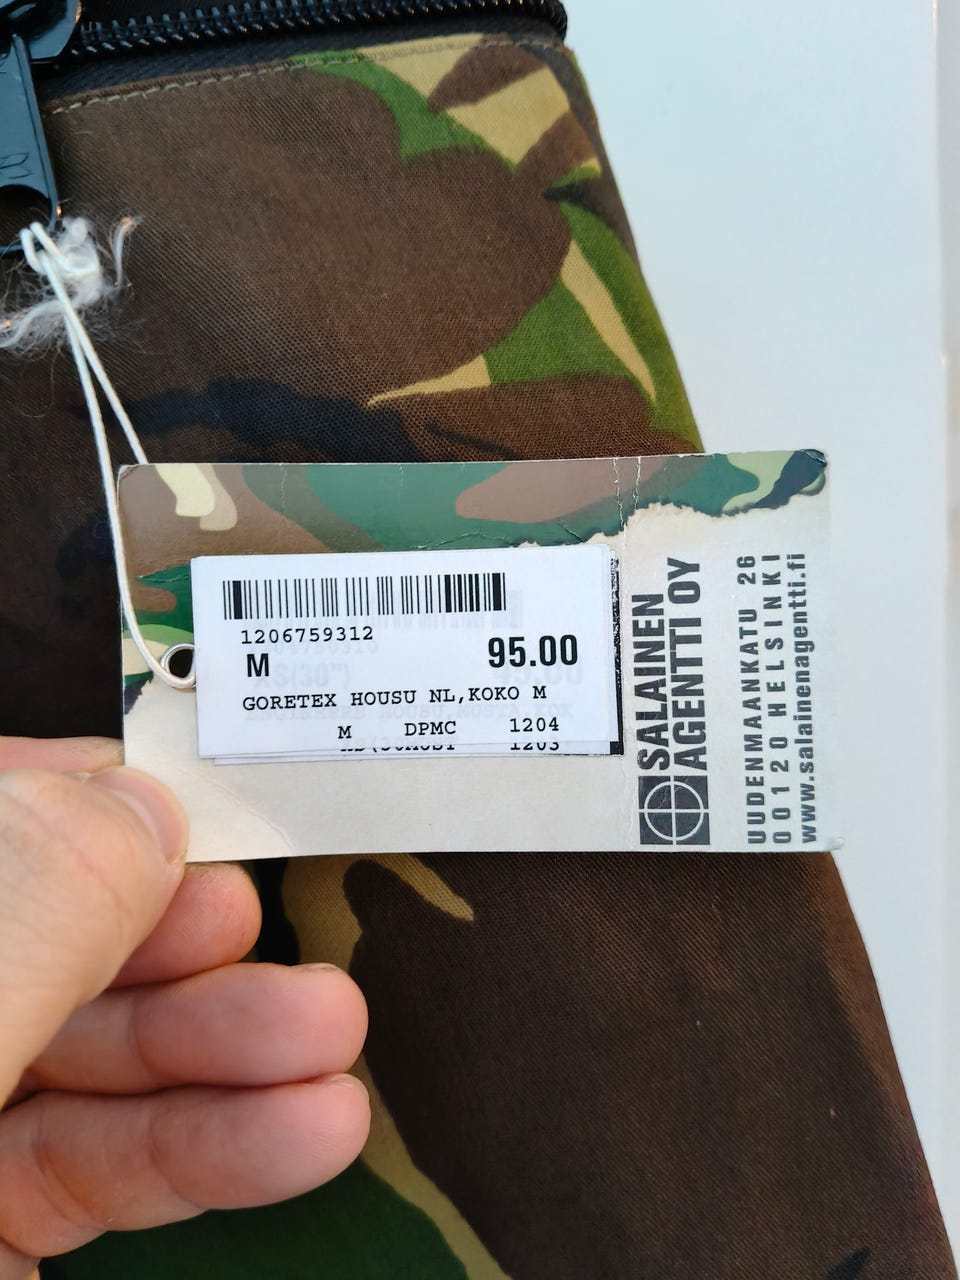 1206759312
M 95.00
GORETEX HOUSU NL,KOKO M
M DPMC 1204
1203
SALAINEN
AGENTTI OY
UUDENMAANKATU 26
00120 HELSINKI
www.salainenagentti.fi